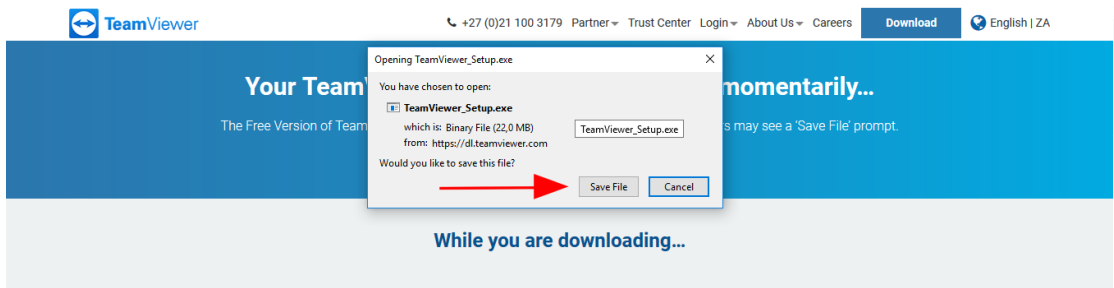 TeamViewer
+27 (0)21 100 3179 Partner Trust Center Login About Us Careers Download English | ZA
Opening TeamViewer_Setup.exe
You have chosen to open:
TeamViewer_Setup.exe
which is: Binary File (22,0 MB)
TeamViewer_Setup.exe
from: https://dl.teamviewer.com
Would you like to save this file?
Save File Cancel
Your Team momentarily...
The Free Version of Team s may see a 'Save File' prompt.
While you are downloading...